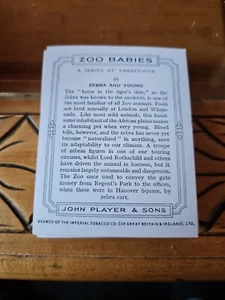 ZOO BABIES
A SERIES OF TWENTY-FIVE
25
ZEBRA AND YOUNG
The "horse in the tiger's skin," as the
Zebra was known to the ancients, is one of
the most familiar of all Zoo animals. Foals
are bred annually at London and Whips-
nade. Like most wild animals, this hand-
some inhabitant of the African plains makes
a charming pet when very young. Blood
tells, however, and the zebra has never yet
become "naturalized" in anything, save
its adaptability to our climate. A troupe
of zebras figures in one of our touring
circuses, whilst Lord Rothschild and others
have driven the animal in harness, but it
remains largely undomesticated.
The Zoo once used to convey the gate
money from Regent's Park to the offices,
when these were in Hanover Square, by
zebra cart.
JOHN PLAYER & SONS
BRANCH OF THE IMPERIAL TOBACCO CO. (OF GREAT BRITAIN & IRELAND), LTD.